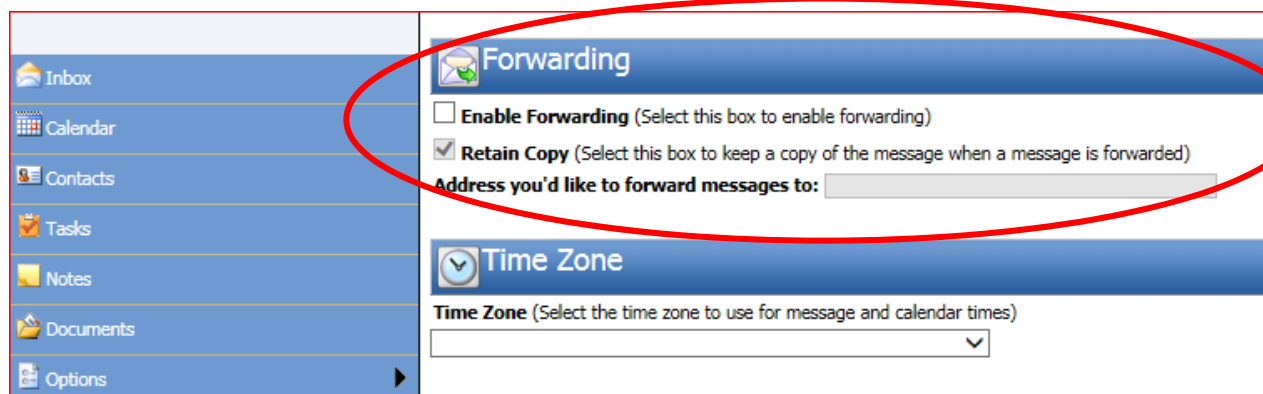 Inbox
Calendar
Contacts
Tasks
Notes
Documents
Options
Forwarding
Enable Forwarding (Select this box to enable forwarding)
Retain Copy (Select this box to keep a copy of the message when a message is forwarded)
Address you'd like to forward messages to:
Time Zone
Time Zone (Select the time zone to use for message and calendar times)